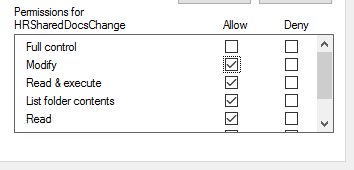 Permissions for
HRSharedDocsChange Allow Deny
Full control
Modify
Read & execute
List folder contents
Read